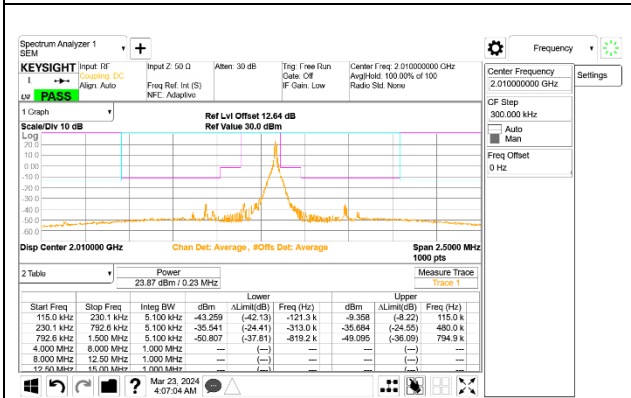 Spectrum Analyzer 1
SEM
Frequency
KEYSIGHT Input: RF Input Z: 50 Ω Atten: 30 dB Trig: Free Run Center Freq: 2.010000000 GHz
Coupling: DC Gate: Off Avg|Hold: 100.00% of 100
Align: Auto Freq Ref: Int (S) IF Gain: Low Radio Std: None
NFE: Adaptive
PASS
Center Frequency
2.010000000 GHz
Settings
CF Step
300.000 kHz
Auto
Man
Freq Offset
0 Hz
1 Graph
Scale/Div 10 dB
Ref Lvl Offset 12.64 dB
Ref Value 30.0 dBm
Log
20.0
10.0
0.00
-10.0
-20.0
-30.0
-40.0
-50.0
-60.0
Disp Center 2.010000 GHz Chan Det: Average, #Offs Det: Average Span 2.5000 MHz
1000 pts
2 Table
Power
23.87 dBm / 0.23 MHz
Measure Trace
Trace 1
Lower Upper
Start Freq Stop Freq Integ BW dBm ΔLimit(dB) Freq (Hz) dBm ΔLimit(dB) Freq (Hz)
115.0 kHz 230.1 kHz 5.100 kHz -43.259 (-42.13) -121.3 k -9.358 (-8.22) 115.0 k
230.1 kHz 792.6 kHz 5.100 kHz -35.541 (-24.41) -313.0 k -35.684 (-24.55) 480.0 k
792.6 kHz 1.500 MHz 5.100 kHz -50.807 (-37.81) -819.2 k -49.095 (-36.09) 794.9 k
4.000 MHz 8.000 MHz 1.000 MHz --- (---) --- --- (---) ---
8.000 MHz 12.50 MHz 1.000 MHz --- (---) --- --- (---) ---
12.50 MHz 15.00 MHz 1.000 MHz --- (---) --- --- (---) ---
Mar 23, 2024
4:07:04 AM